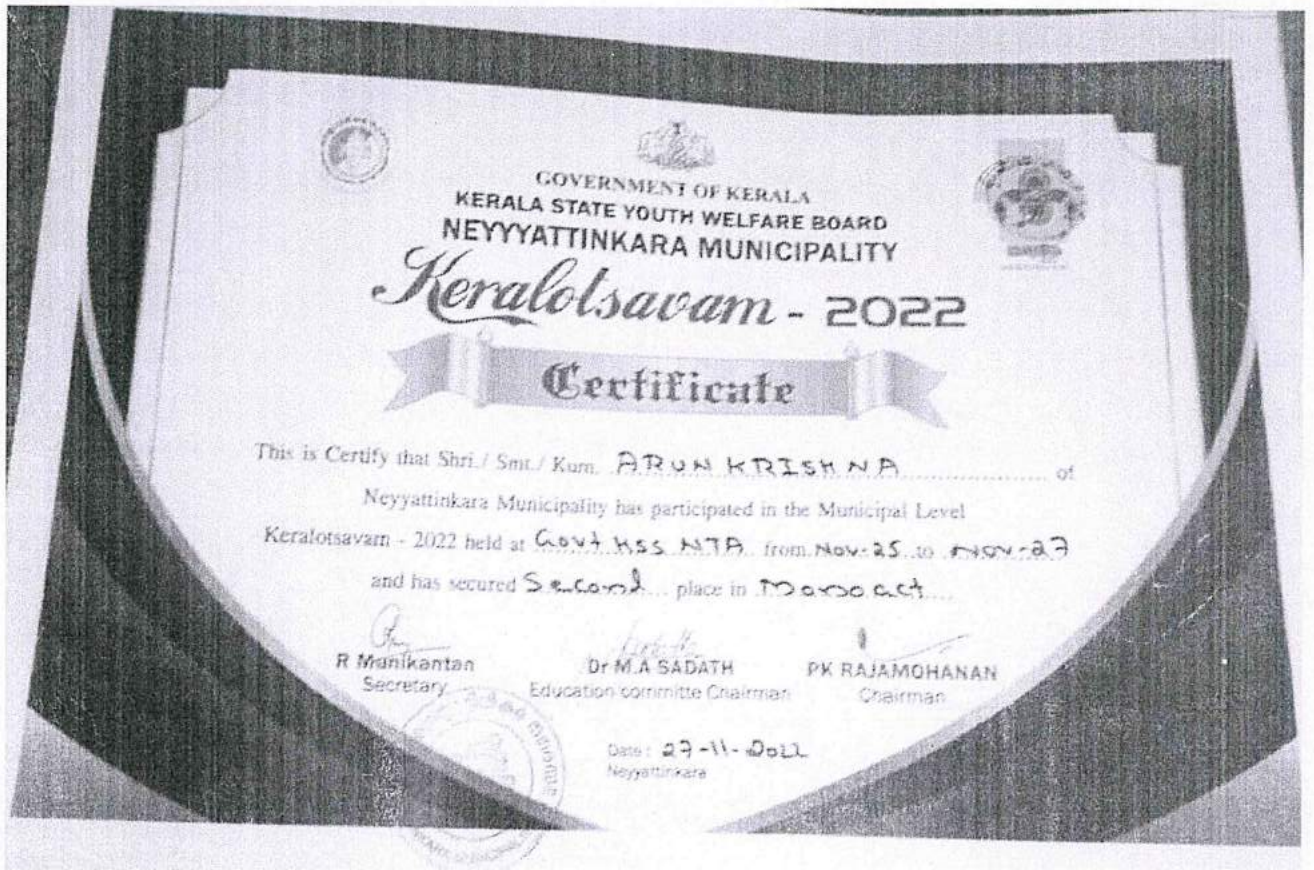 GOVERNMENT OF KERALA
KERALA STATE YOUTH WELFARE BOARD
NEYYYATTINKARA MUNICIPALITY
Keralotsavam - 2022
Certificate
This is Certify that Shri./ Smt./ Kum. ARUN KRISHNA of
Neyyattinkara Municipality has participated in the Municipal Level
Keralotsavam - 2022 held at Govt HSS NTA from Nov-25 to NOV-27
and has secured Second place in Monoact
R Manikantan
Secretary
Dr M.A SADATH
Education committe Chairman
PK RAJAMOHANAN
Chairman
Date : 27-11-2022
Neyyattinkara